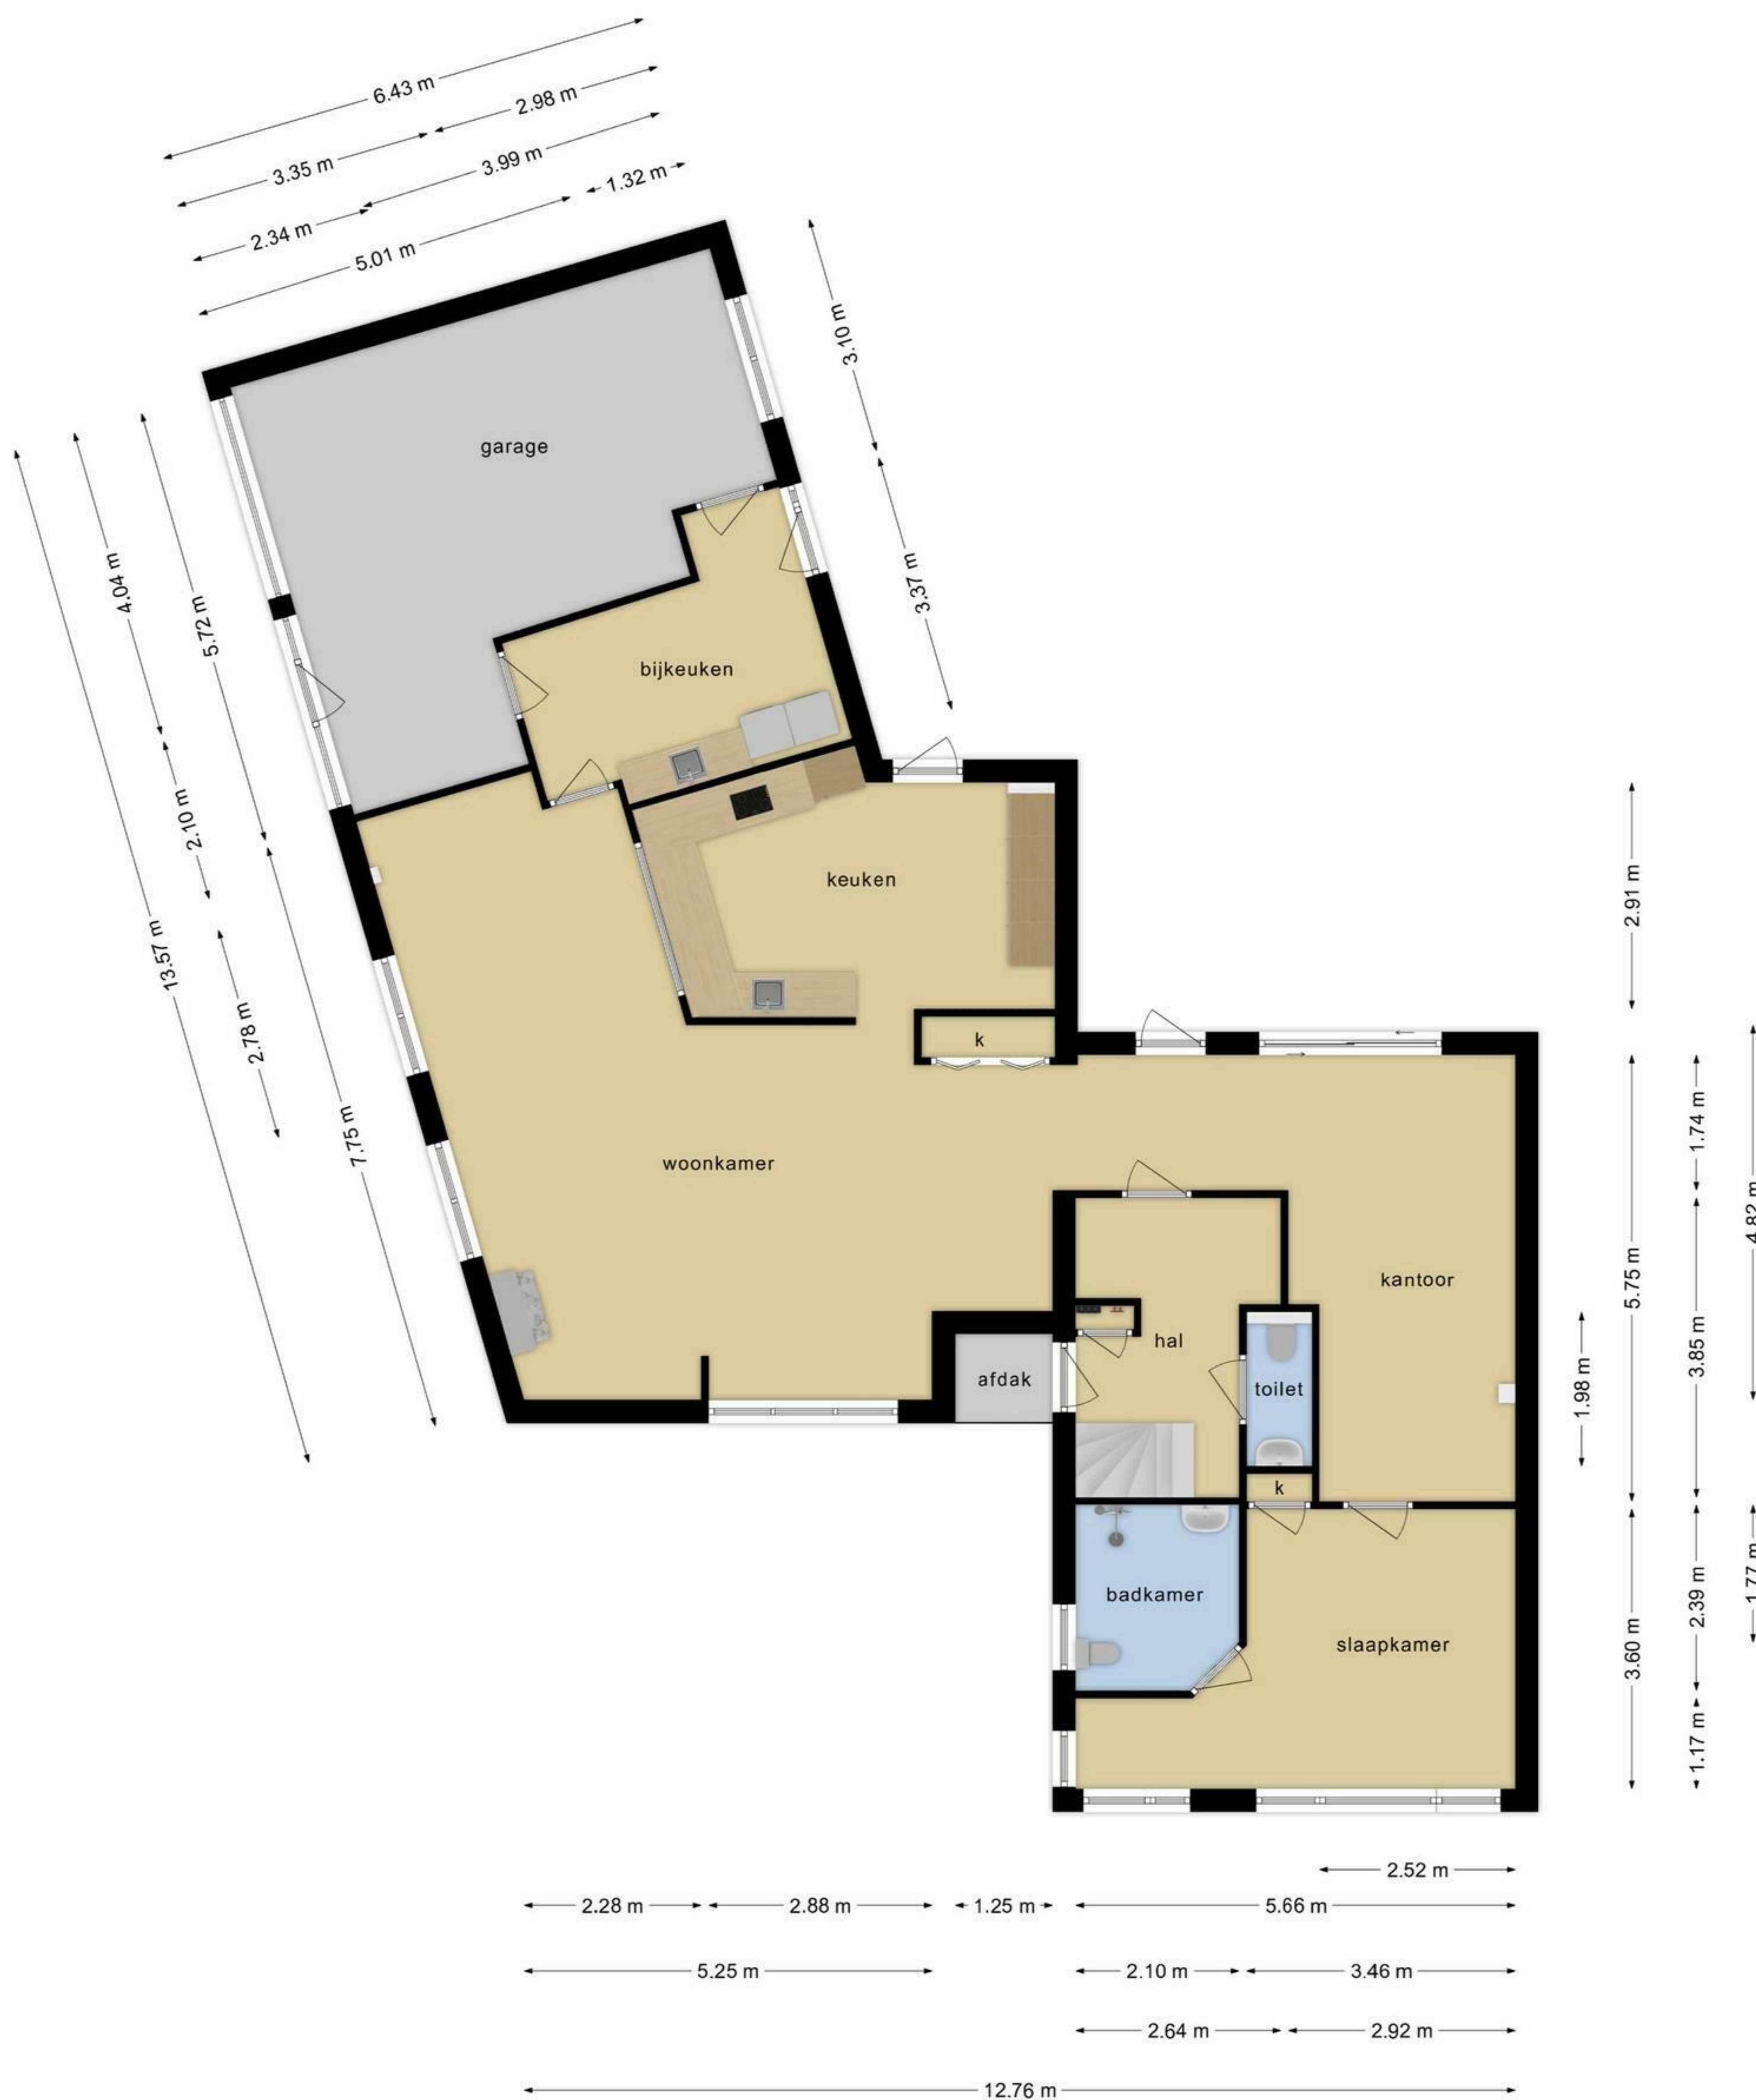 6.43 m
2.98 m
3.35 m
3.99 m
1.32 m
2.34 m
5.01 m
3.10 m
garage
4.04 m
5.72 m
3.37 m
bijkeuken
2.10 m
keuken
2.91 m
13.57 m
2.78 m
k
7.75 m
1.74 m
woonkamer
4.82 m
5.75 m
kantoor
hal
3.85 m
afdak
toilet
1.98 m
k
1.77 m
badkamer
2.39 m
slaapkamer
3.60 m
1.17 m
2.52 m
2.28 m
2.88 m
1.25 m
5.66 m
5.25 m
2.10 m
3.46 m
2.64 m
2.92 m
12.76 m